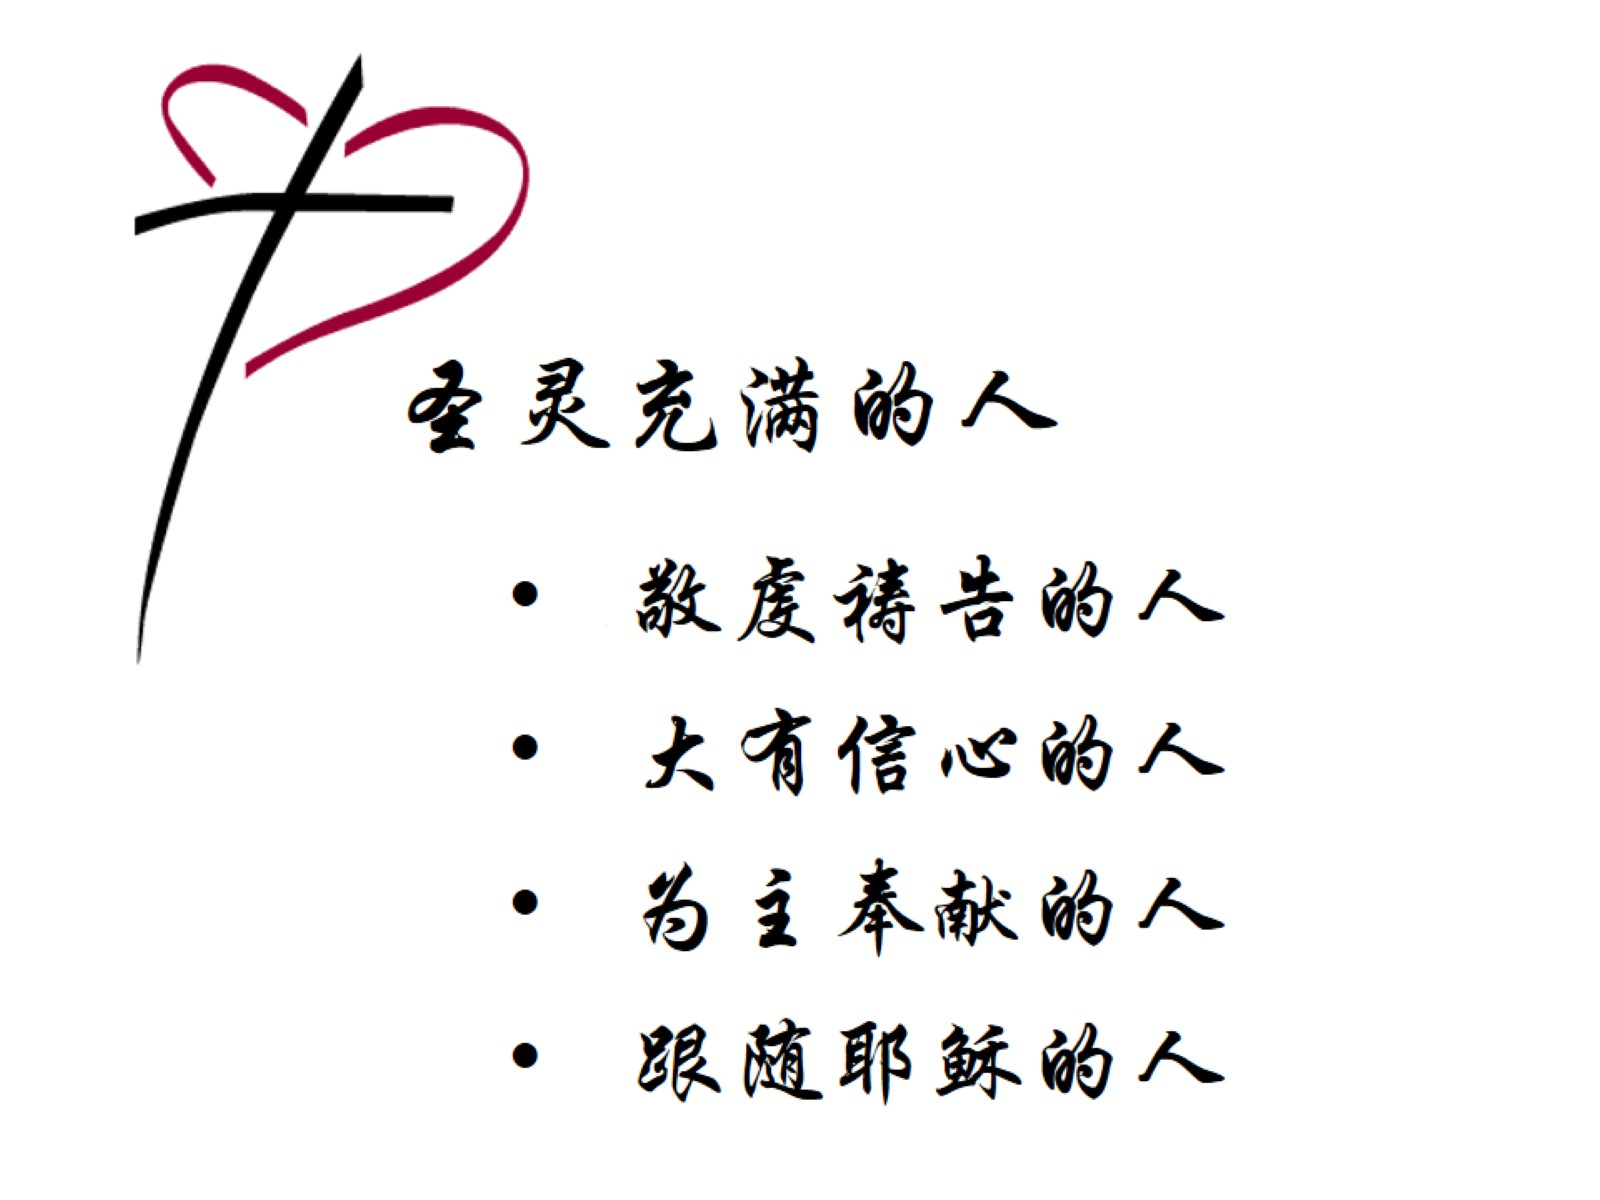 圣灵充满的人
• 敬虔祷告的人
• 大有信心的人
• 为主奉献的人
• 跟随耶稣的人